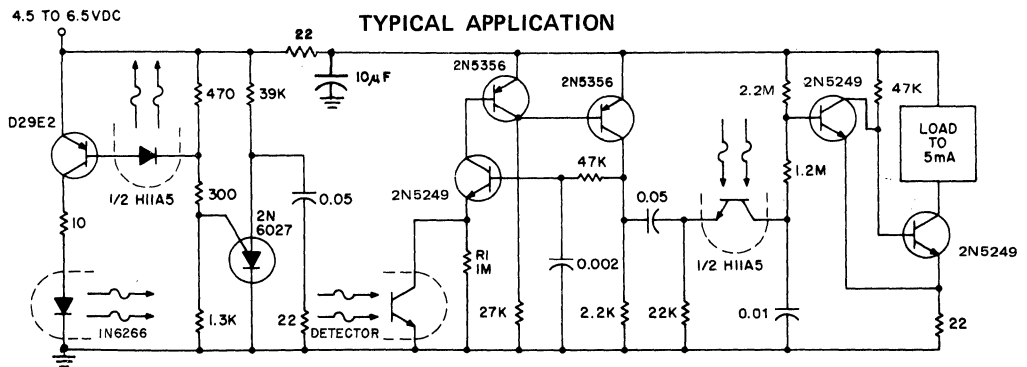 TYPICAL APPLICATION
4.5 TO 6.5VDC
22
10µF
2N5356
2N5356
470
39K
2.2M
2N5249
47K
D29E2
LOAD
TO
5mA
1/2 H11A5
300
0.05
2N5249
47K
0.05
1.2M
10
2N
6027
R1
1M
0.002
1/2 H11A5
2N5249
1N6266
1.3K
22
DETECTOR
27K
2.2K
22K
0.01
22